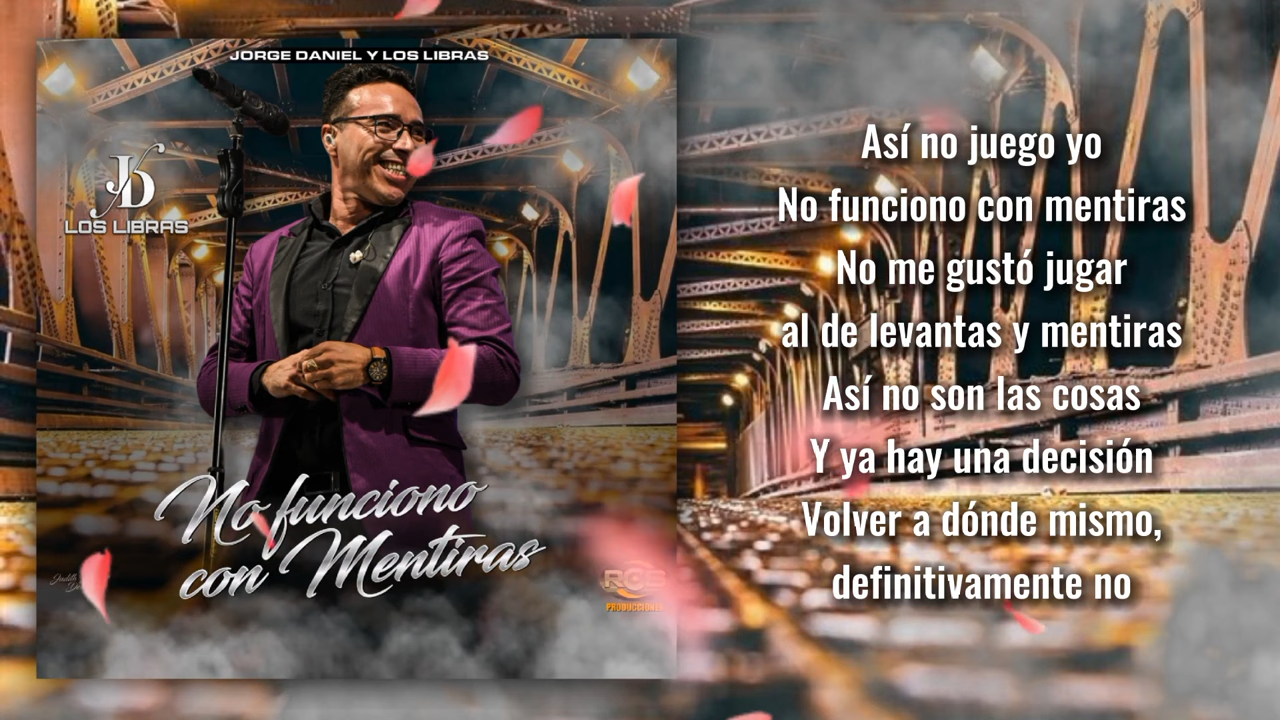 JORGE DANIEL Y LOS LIBRAS
JD
LOS LIBRAS
No funciono
con Mentiras
PRODUCCIONES
Así no juego yo
No funciono con mentiras
No me gustó jugar
al de levantas y mentiras
Así no son las cosas
Y ya hay una decisión
Volver a dónde mismo,
definitivamente no